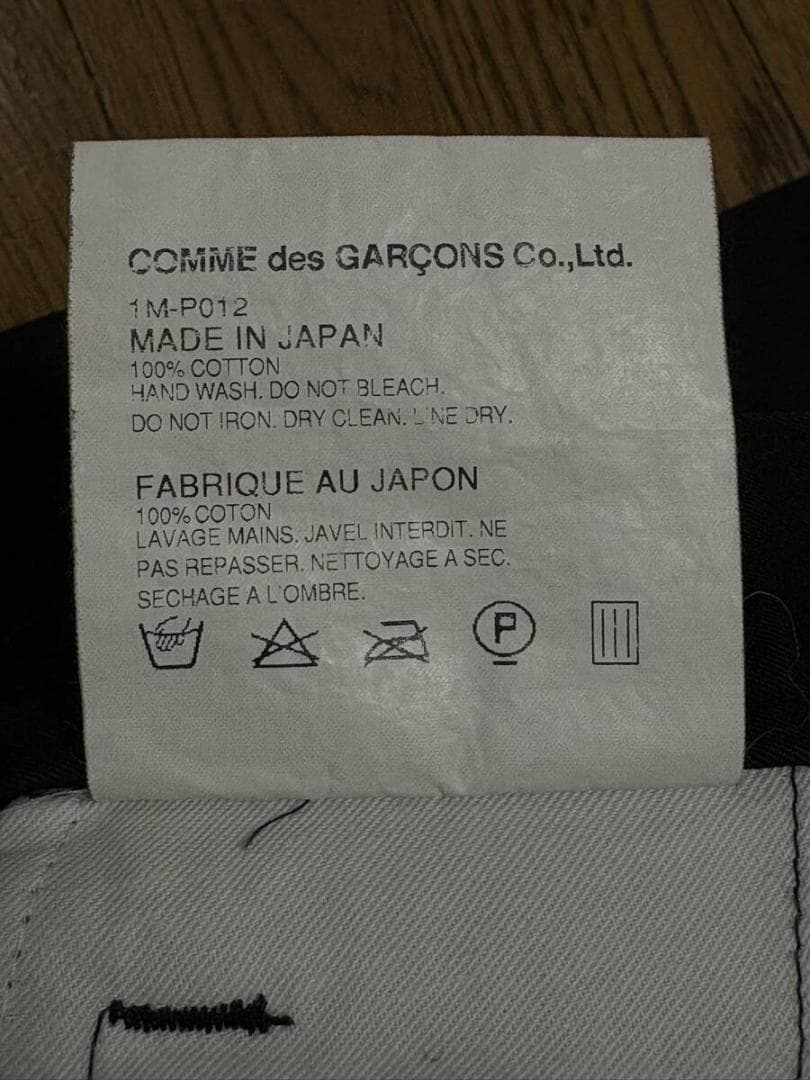 COMME des GARÇONS Co.,Ltd.
1M-P012
MADE IN JAPAN
100% COTTON
HAND WASH. DO NOT BLEACH.
DO NOT IRON. DRY CLEAN. LINE DRY.
FABRIQUE AU JAPON
100% COTON
LAVAGE MAINS. JAVEL INTERDIT. NE
PAS REPASSER. NETTOYAGE A SEC.
SECHAGE A L'OMBRE.
P